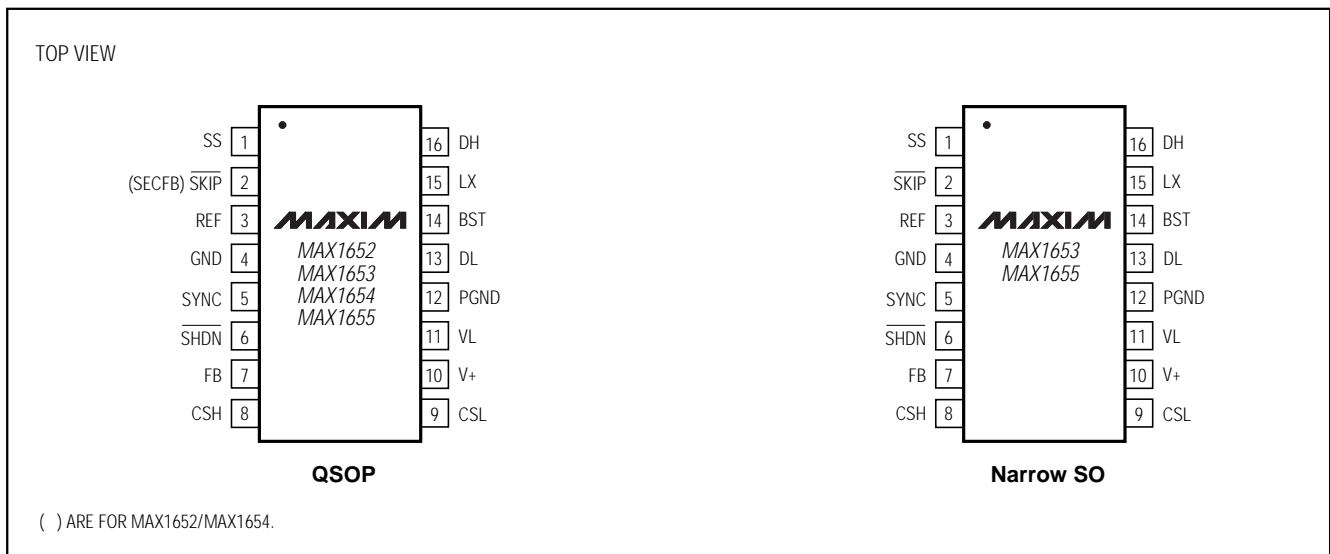 TOP VIEW
SS 1
(SECFB) SKIP 2
REF 3
GND 4
SYNC 5
SHDN 6
FB 7
CSH 8
MAXIM
MAX1652
MAX1653
MAX1654
MAX1655
16 DH
15 LX
14 BST
13 DL
12 PGND
11 VL
10 V+
9 CSL
QSOP
SS 1
SKIP 2
REF 3
GND 4
SYNC 5
SHDN 6
FB 7
CSH 8
MAXIM
MAX1653
MAX1655
16 DH
15 LX
14 BST
13 DL
12 PGND
11 VL
10 V+
9 CSL
Narrow SO
( ) ARE FOR MAX1652/MAX1654.